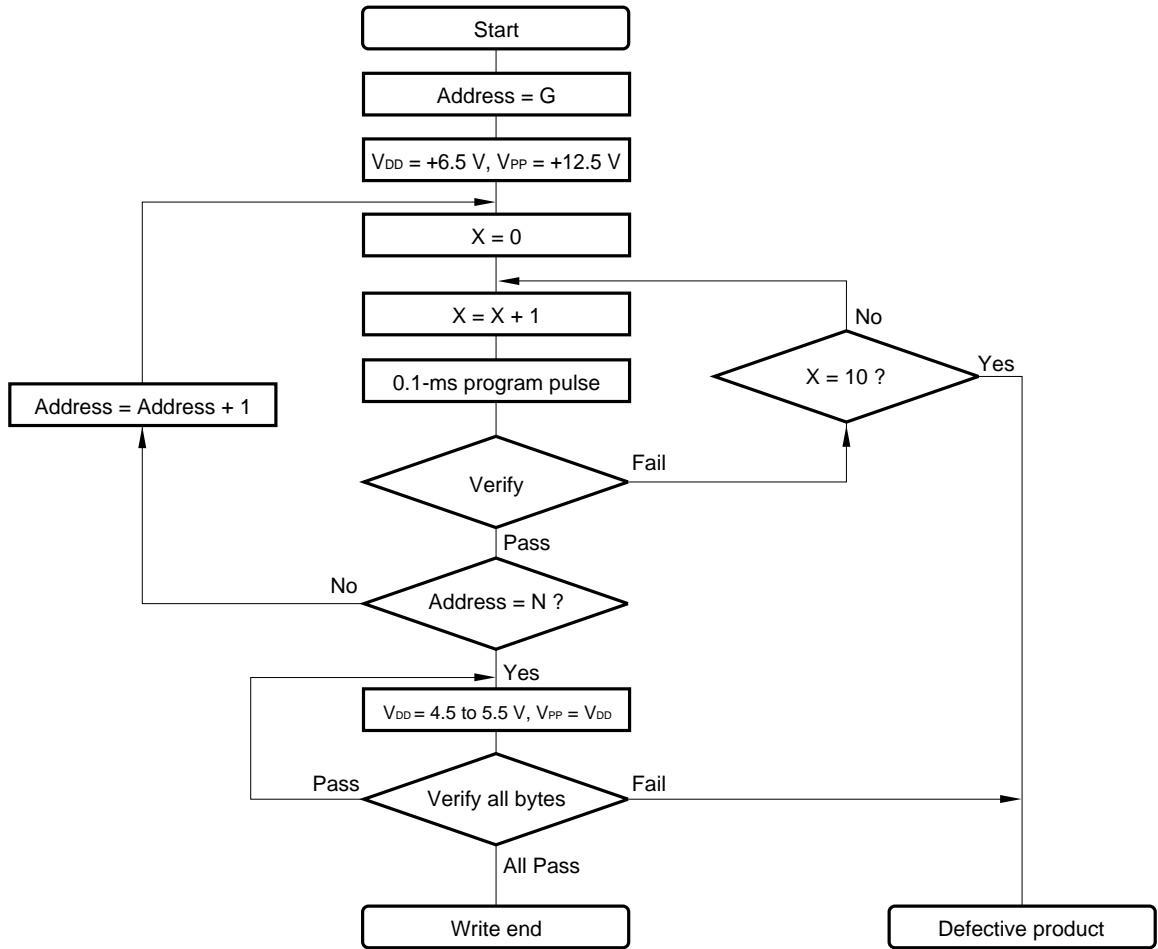 Start
Address = G
VDD = +6.5 V, VPP = +12.5 V
X = 0
X = X + 1
No
0.1-ms program pulse
X = 10 ?
Yes
Address = Address + 1
Verify
Fail
Pass
No
Address = N ?
Yes
VDD = 4.5 to 5.5 V, VPP = VDD
Pass
Verify all bytes
Fail
All Pass
Write end
Defective product